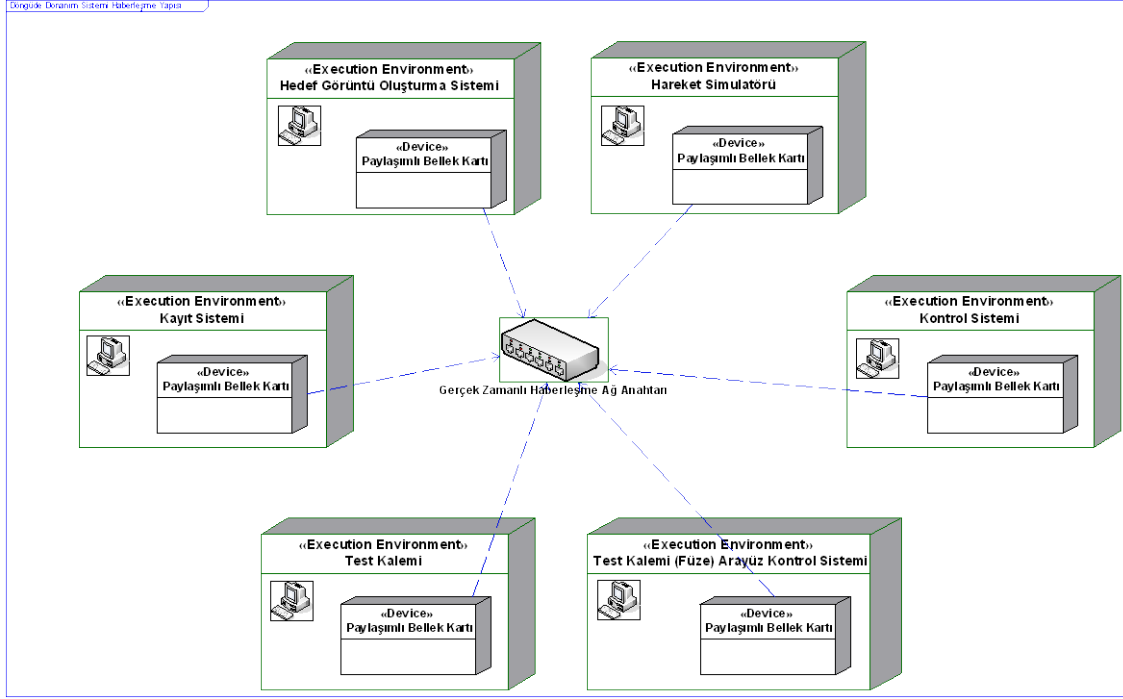 Döngüde Donanım Sistemi Haberleşme Yapısı
«Execution Environment»
Hedef Görüntü Oluşturma Sistemi
«Device»
Paylaşımlı Bellek Kartı
«Execution Environment»
Hareket Simulatörü
«Device»
Paylaşımlı Bellek Kartı
«Execution Environment»
Kayıt Sistemi
«Device»
Paylaşımlı Bellek Kartı
Gerçek Zamanlı Haberleşme Ağ Anahtarı
«Execution Environment»
Kontrol Sistemi
«Device»
Paylaşımlı Bellek Kartı
«Execution Environment»
Test Kalemi
«Device»
Paylaşımlı Bellek Kartı
«Execution Environment»
Test Kalemi (Füze) Arayüz Kontrol Sistemi
«Device»
Paylaşımlı Bellek Kartı